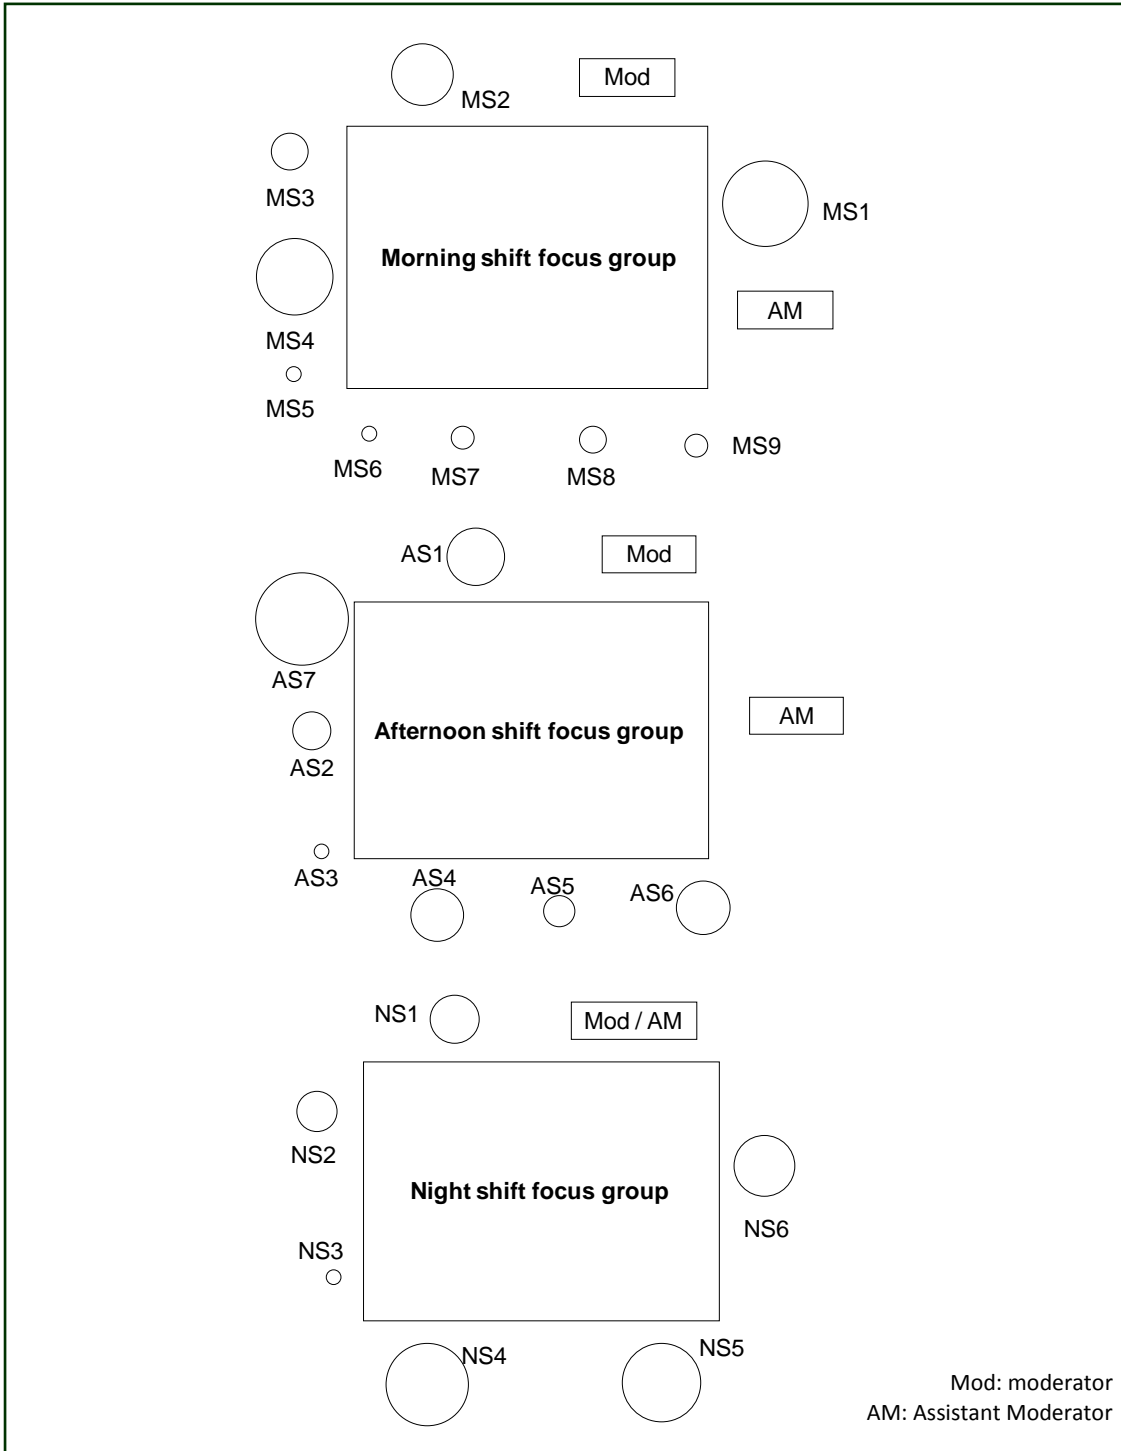 Mod
MS2
MS3
MS1
Morning shift focus group
AM
MS4
MS5
MS6
MS7
MS8
MS9
AS1
Mod
AS7
AM
Afternoon shift focus group
AS2
AS3
AS4
AS5
AS6
NS1
Mod / AM
NS2
Night shift focus group
NS6
NS3
NS4
NS5
Mod: moderator
AM: Assistant Moderator